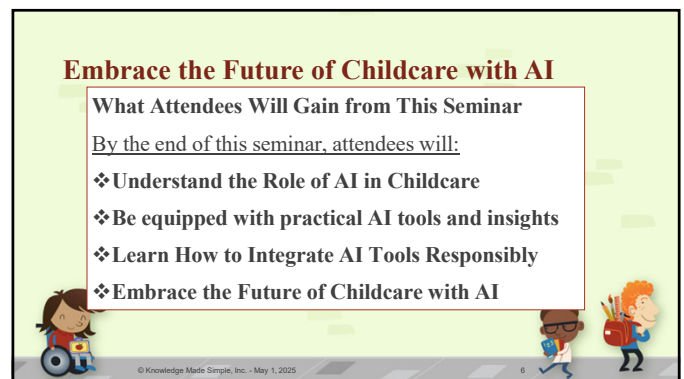 Embrace the Future of Childcare with AI
What Attendees Will Gain from This Seminar
By the end of this seminar, attendees will:
❖Understand the Role of AI in Childcare
❖Be equipped with practical AI tools and insights
❖Learn How to Integrate AI Tools Responsibly
❖Embrace the Future of Childcare with AI
© Knowledge Made Simple, Inc. - May 1, 2025
6